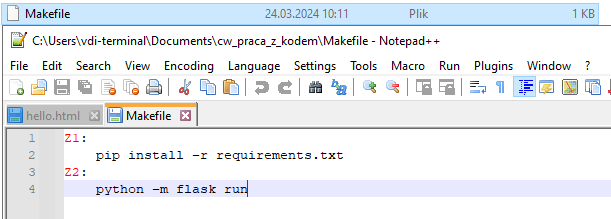 Makefile 24.03.2024 10:11 Plik 1 KB
C:\Users\vdi-terminal\Documents\cw_praca_z_kodem\Makefile - Notepad++
File Edit Search View Encoding Language Settings Tools Macro Run Plugins Window ?
hello.html Makefile
1 Z1:
2 pip install -r requirements.txt
3 Z2:
4 python -m flask run